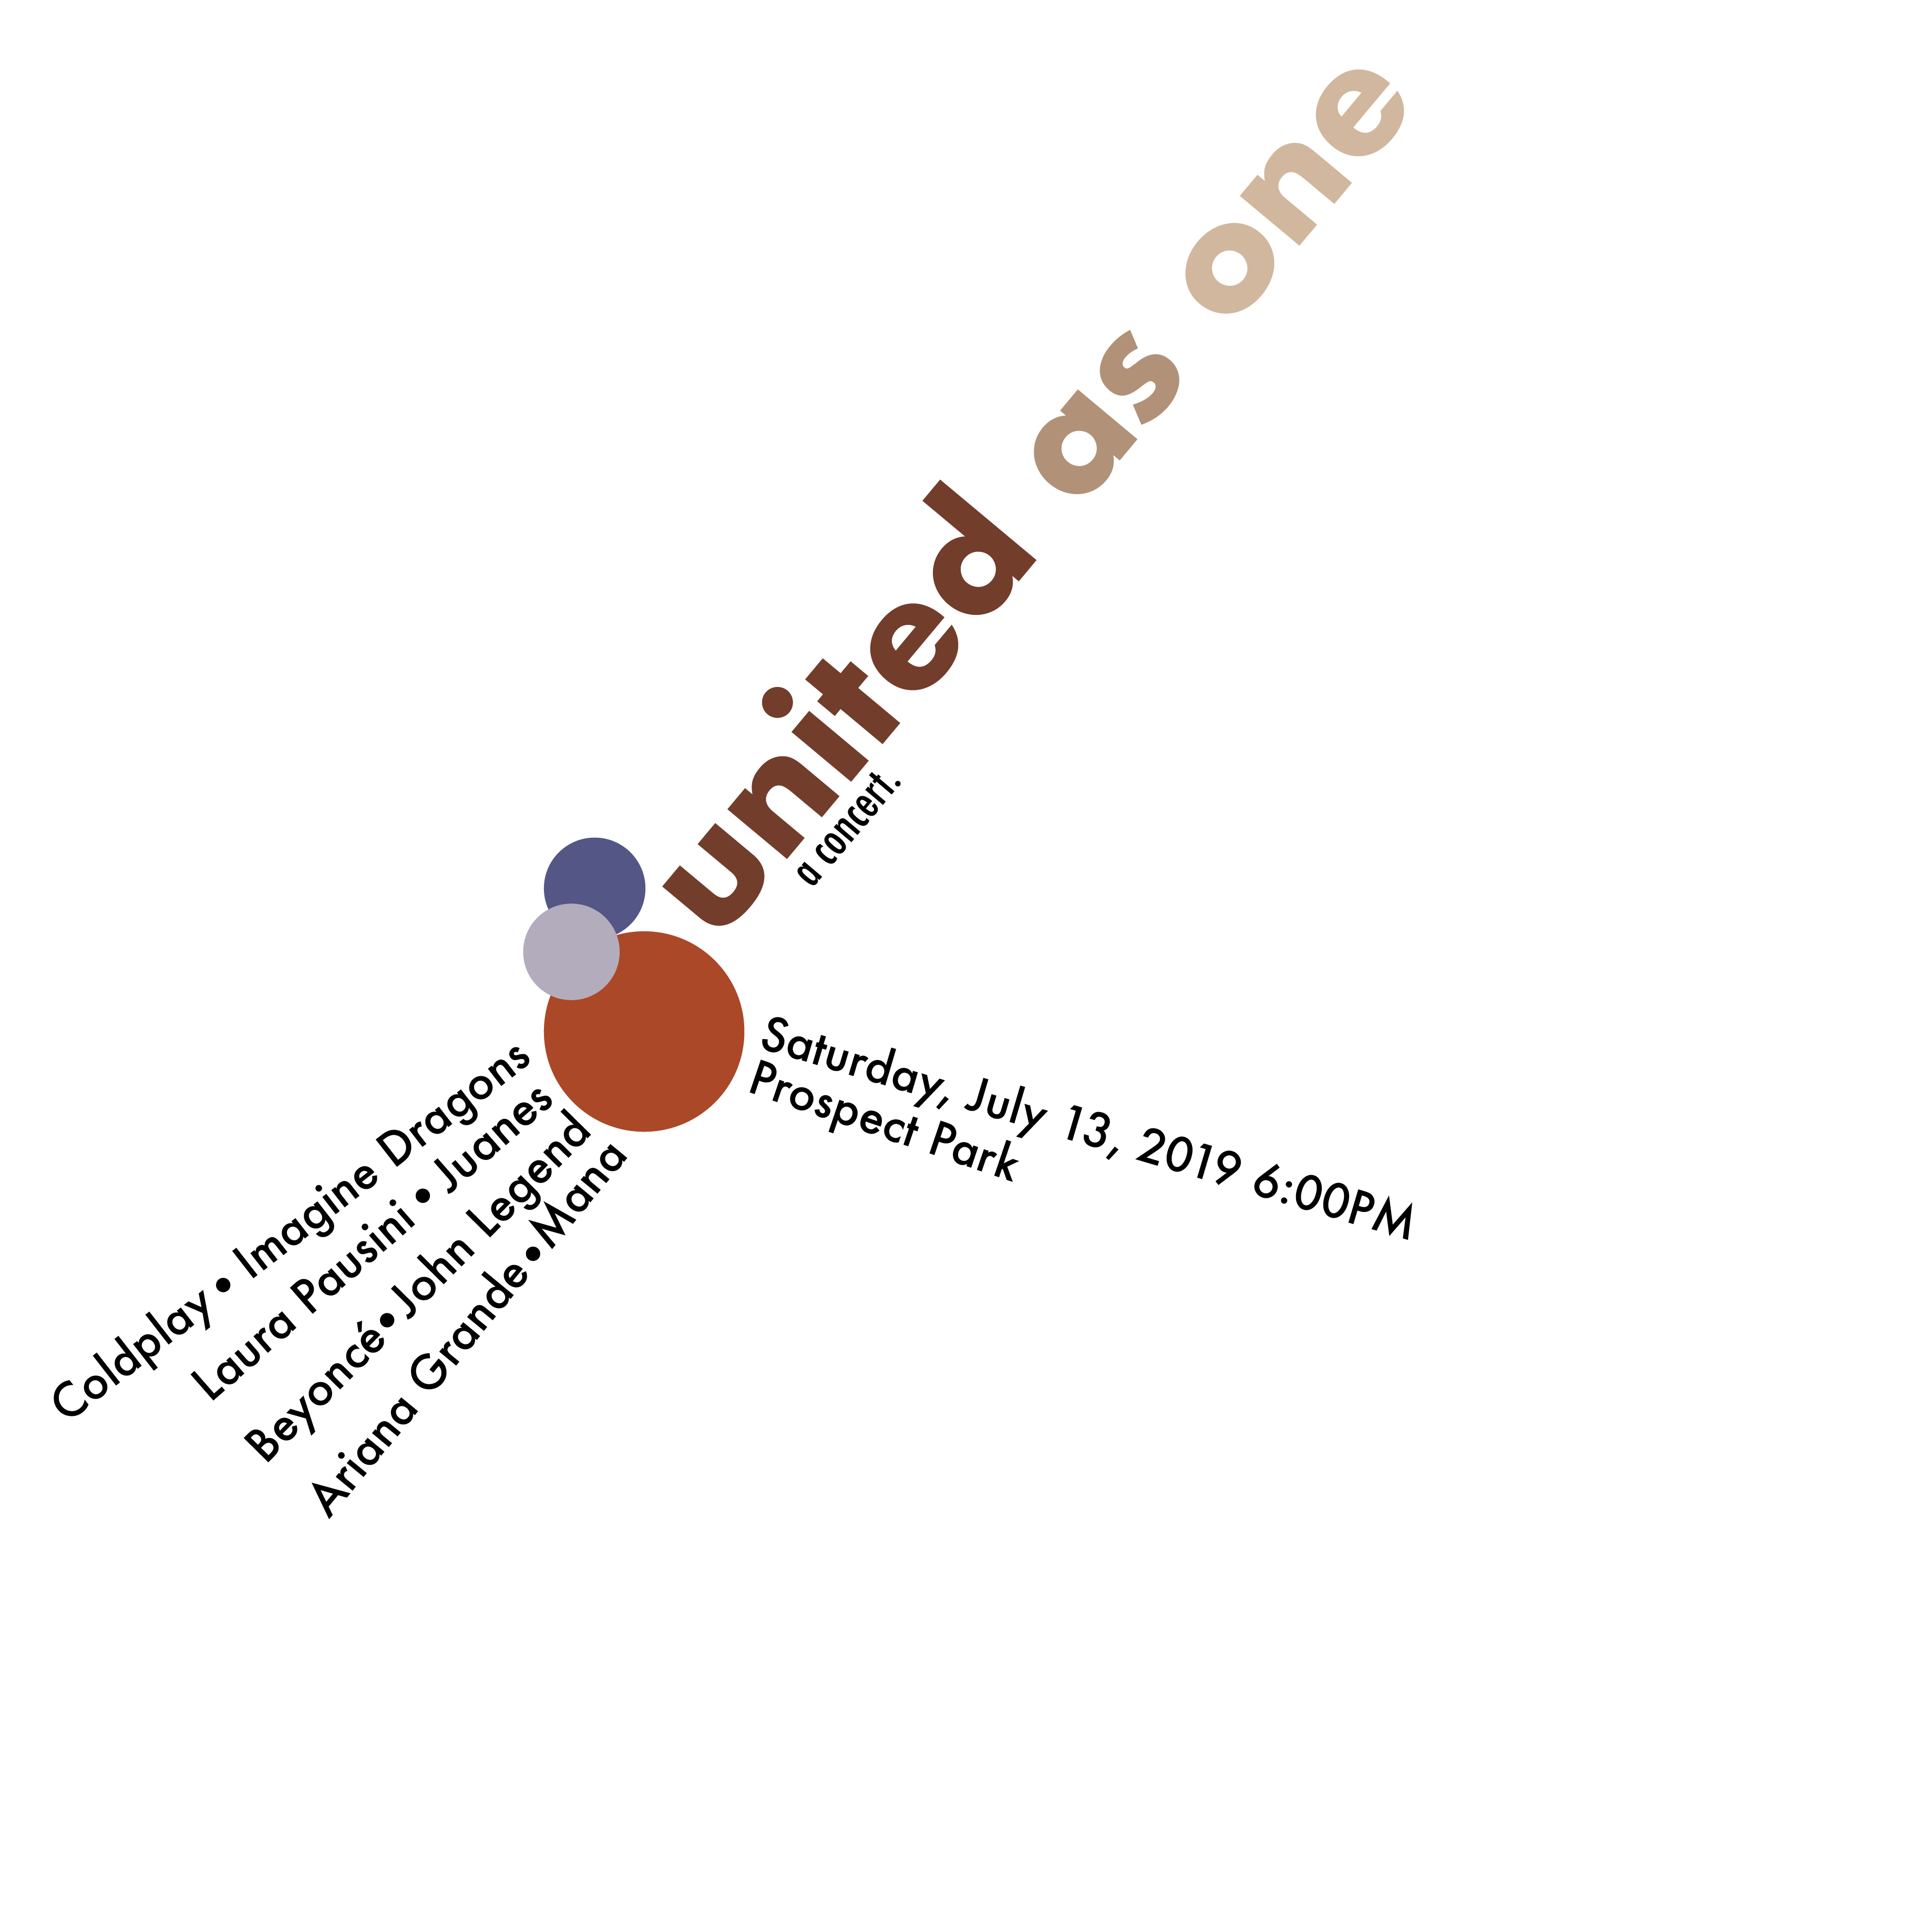 united as one
a concert.
Saturday, July 13, 2019 6:00PM
Prospect Park
Coldplay • Imagine Dragons
Laura Pausini • Juanes
Beyoncé • John Legend
Ariana Grande • Mana